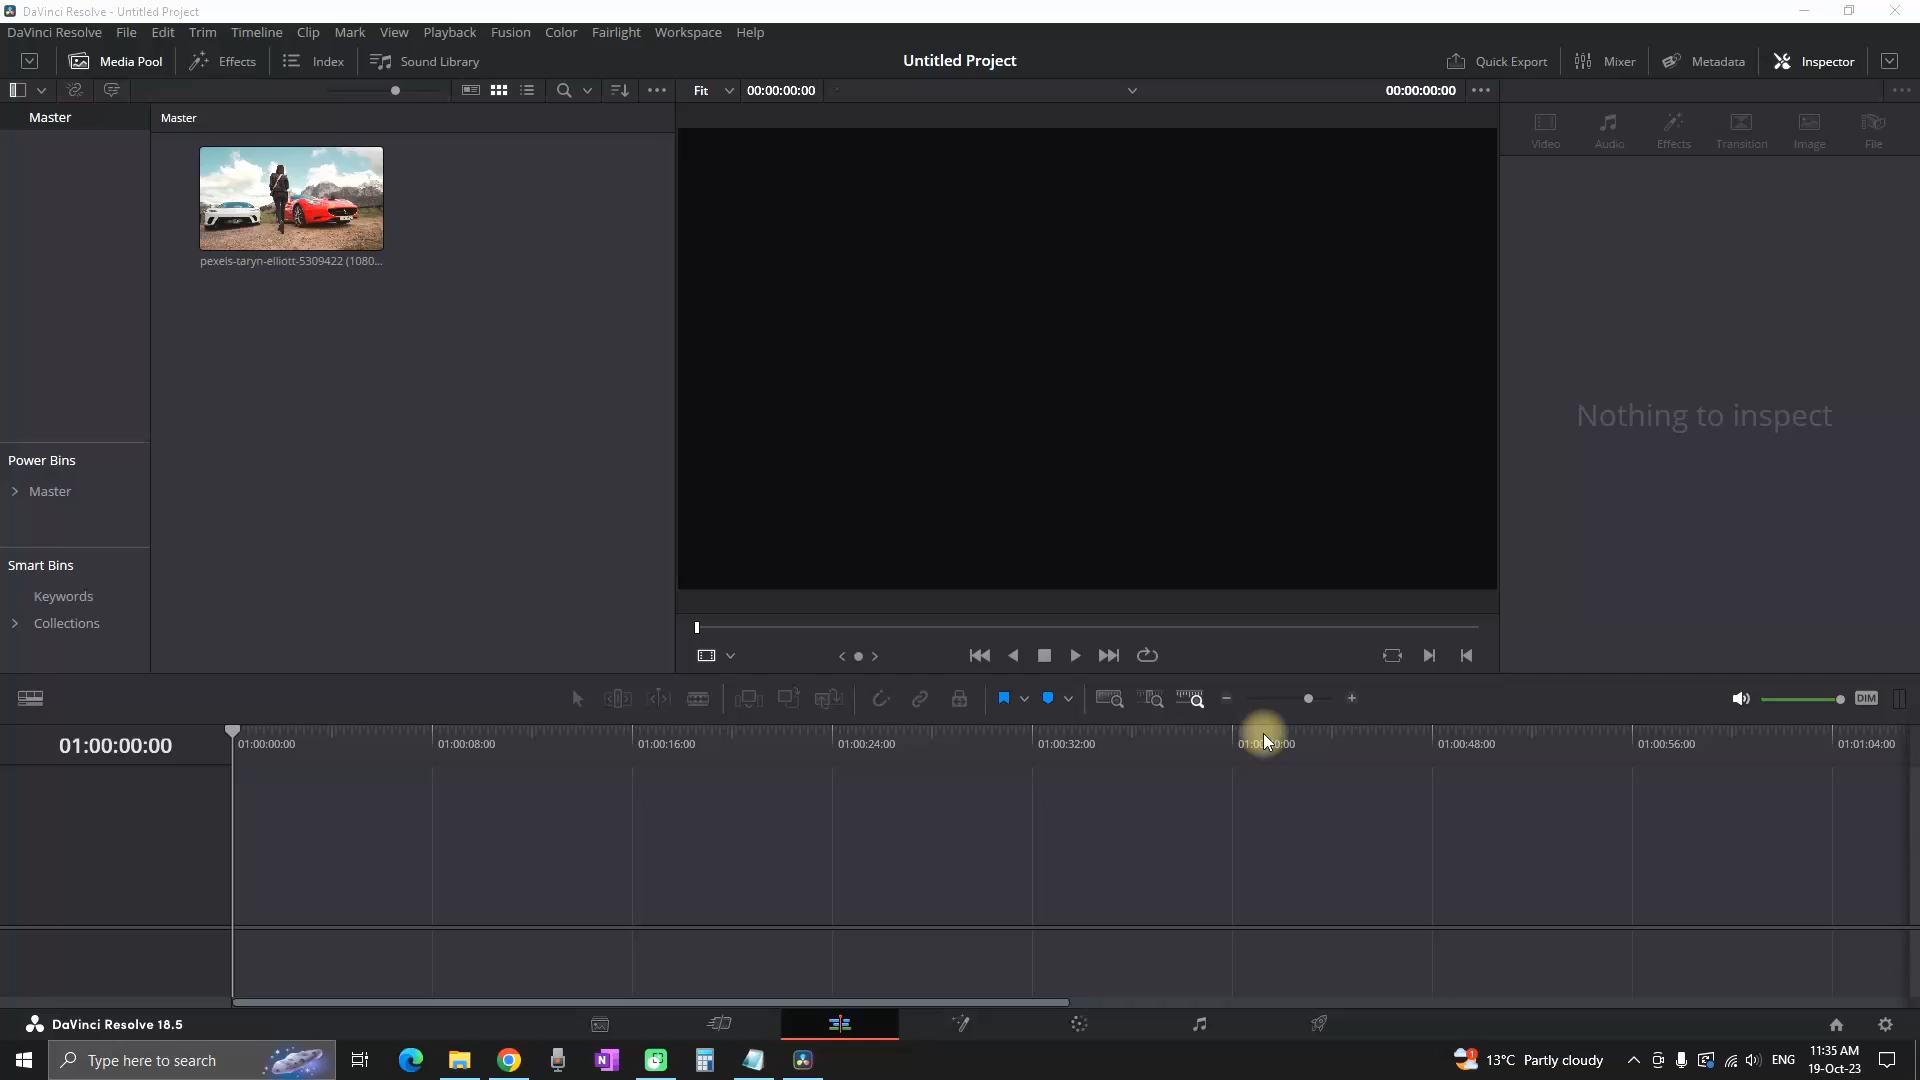 DaVinci Resolve - Untitled Project
DaVinci Resolve File Edit Trim Timeline Clip Mark View Playback Fusion Color Fairlight Workspace Help
Media Pool Effects Index Sound Library Untitled Project Quick Export Mixer Metadata Inspector
Fit 00:00:00:00 00:00:00:00
Master Master
Video Audio Effects Transition Image File
pexels-taryn-elliott-5309422 (1080...
Nothing to inspect
Power Bins
Master
Smart Bins
Keywords
Collections
DIM
01:00:00:00 01:00:00:00 01:00:08:00 01:00:16:00 01:00:24:00 01:00:32:00 01:00:48:00 01:00:56:00 01:01:04:00
DaVinci Resolve 18.5
Type here to search
13°C Partly cloudy ENG
11:35 AM
19-Oct-23